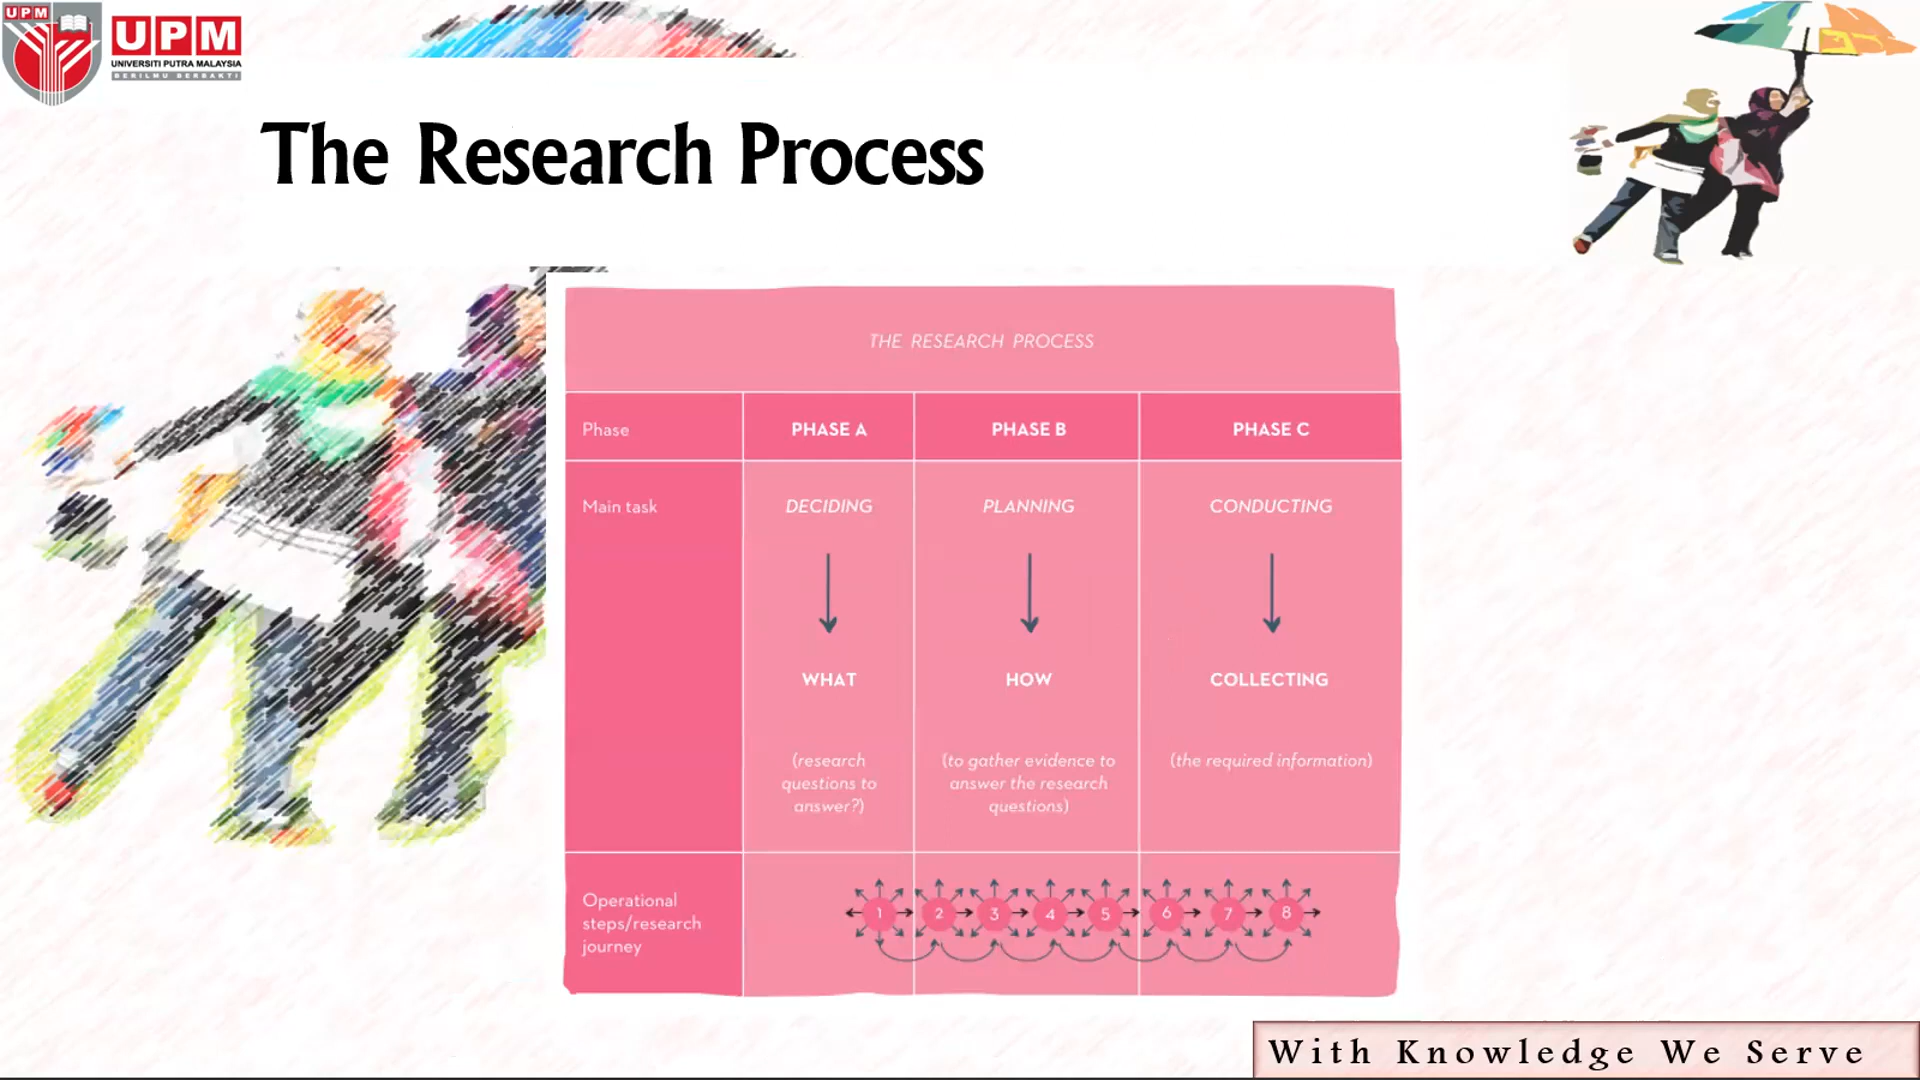 UPM
UPM
UNIVERSITI PUTRA MALAYSIA
BERILMU BERBAKTI
The Research Process
THE RESEARCH PROCESS
Phase
PHASE A
PHASE B
PHASE C
Main task
DECIDING
PLANNING
CONDUCTING
WHAT
HOW
COLLECTING
(research
questions to
answer?)
(to gather evidence to
answer the research
questions)
(the required information)
Operational
steps/research
journey
1 2 3 4 5 6 7 8
With Knowledge We Serve